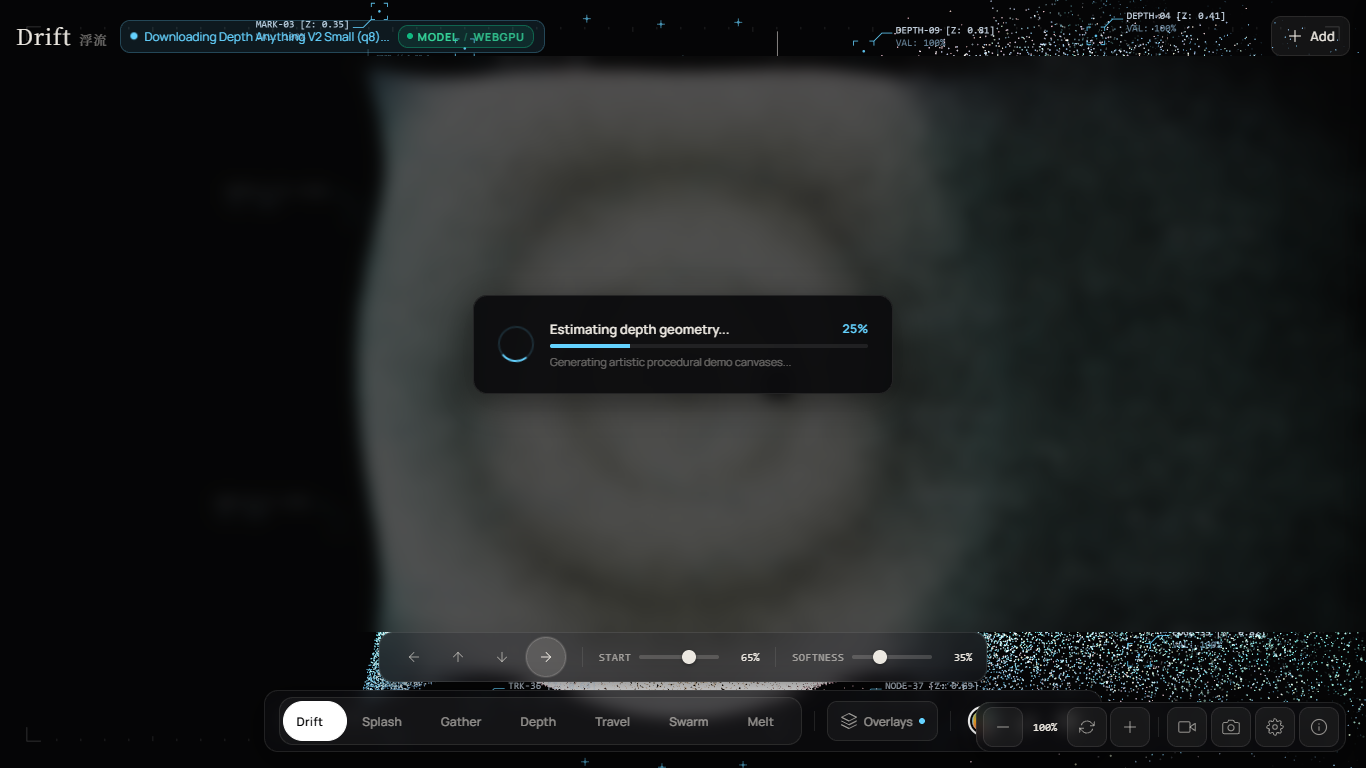 Drift 浮流
Downloading Depth Anything V2 Small (q8)...
MODEL / WEBGPU
MARK-03 [Z: 0.35]
DEPTH-09 [Z: 0.81]
VAL: 100%
DEPTH-04 [Z: 0.41]
VAL: 100%
Add
Estimating depth geometry...
25%
Generating artistic procedural demo canvases...
START
65%
SOFTNESS
35%
TRK-36
NODE-37 [Z: 0.69]
Drift
Splash
Gather
Depth
Travel
Swarm
Melt
Overlays
100%